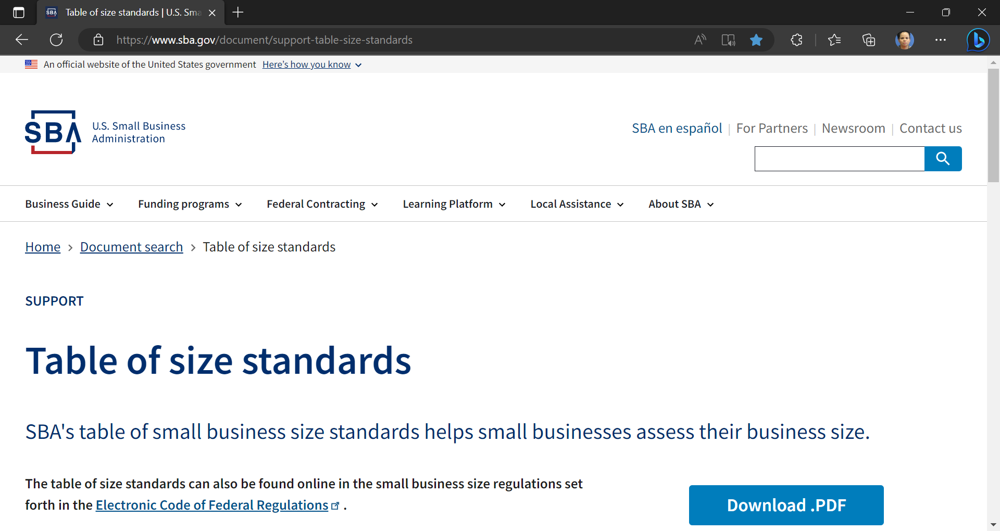 SBA Table of size standards | U.S. Sma
https://www.sba.gov/document/support-table-size-standards
An official website of the United States government Here's how you know
SBA
U.S. Small Business
Administration
SBA en español | For Partners | Newsroom | Contact us
Business Guide Funding programs Federal Contracting Learning Platform Local Assistance About SBA
Home > Document search > Table of size standards
SUPPORT
Table of size standards
SBA's table of small business size standards helps small businesses assess their business size.
The table of size standards can also be found online in the small business size regulations set
forth in the Electronic Code of Federal Regulations .
Download .PDF